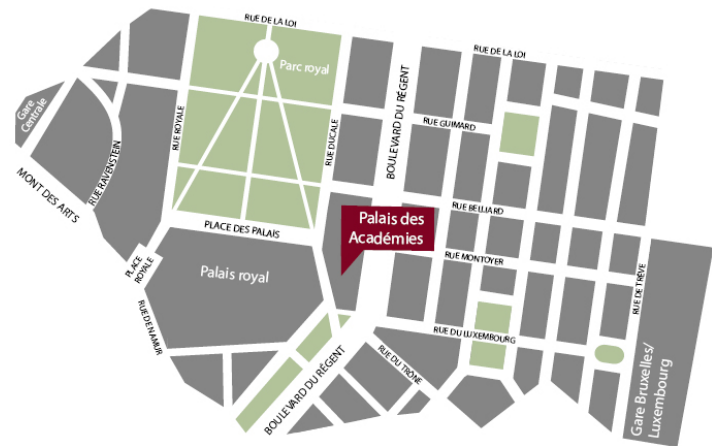 RUE DE LA LOI
RUE DE LA LOI
Parc royal
Gare
Centrale
RUE ROYALE
RUE DUCALE
BOULEVARD DU RÉGENT
RUE GUIMARD
RUE RAVENSTEIN
MONT DES ARTS
RUE BELLIARD
Palais des
Académies
PLACE DES PALAIS
PLACE
ROYALE
Palais royal
RUE MONTOYER
RUE DE TRÈVE
RUE DE NAMUR
RUE DU LUXEMBOURG
RUE DU TRÔNE
BOULEVARD DU RÉGENT
Gare Bruxelles/
Luxembourg